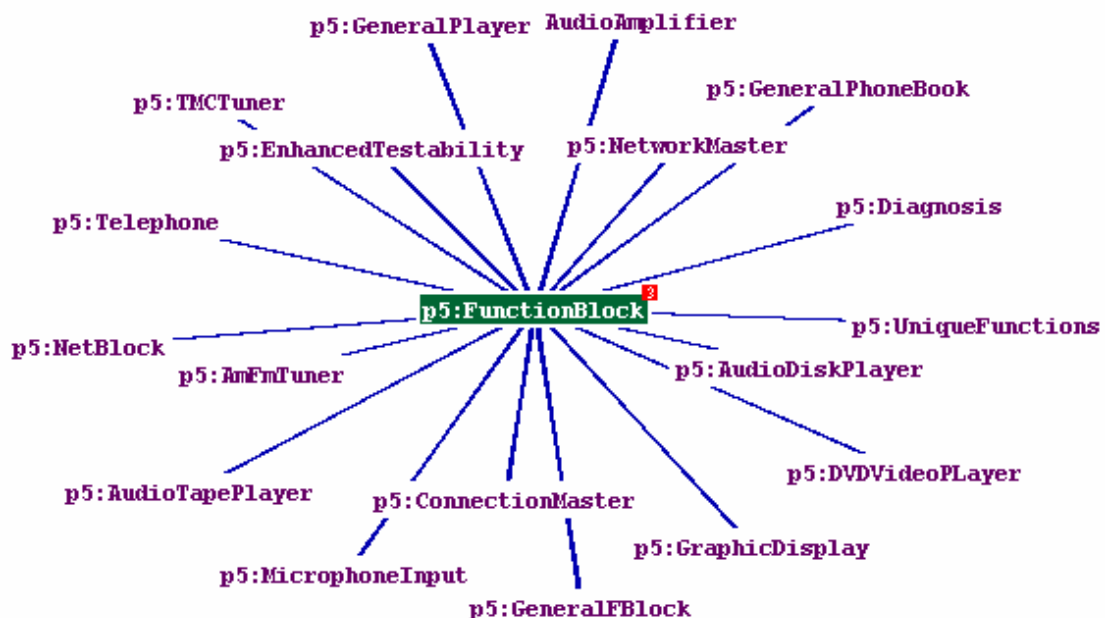 p5:GeneralPlayer
AudioAmplifier
p5:GeneralPhoneBook
p5:TMCTuner
p5:EnhancedTestability
p5:NetworkMaster
p5:Telephone
p5:Diagnosis
p5:FunctionBlock
3
p5:UniqueFunctions
p5:NetBlock
p5:AmFmTuner
p5:AudioDiskPlayer
p5:DVDVideoPLayer
p5:AudioTapePlayer
p5:ConnectionMaster
p5:GraphicDisplay
p5:MicrophoneInput
p5:GeneralFBlock